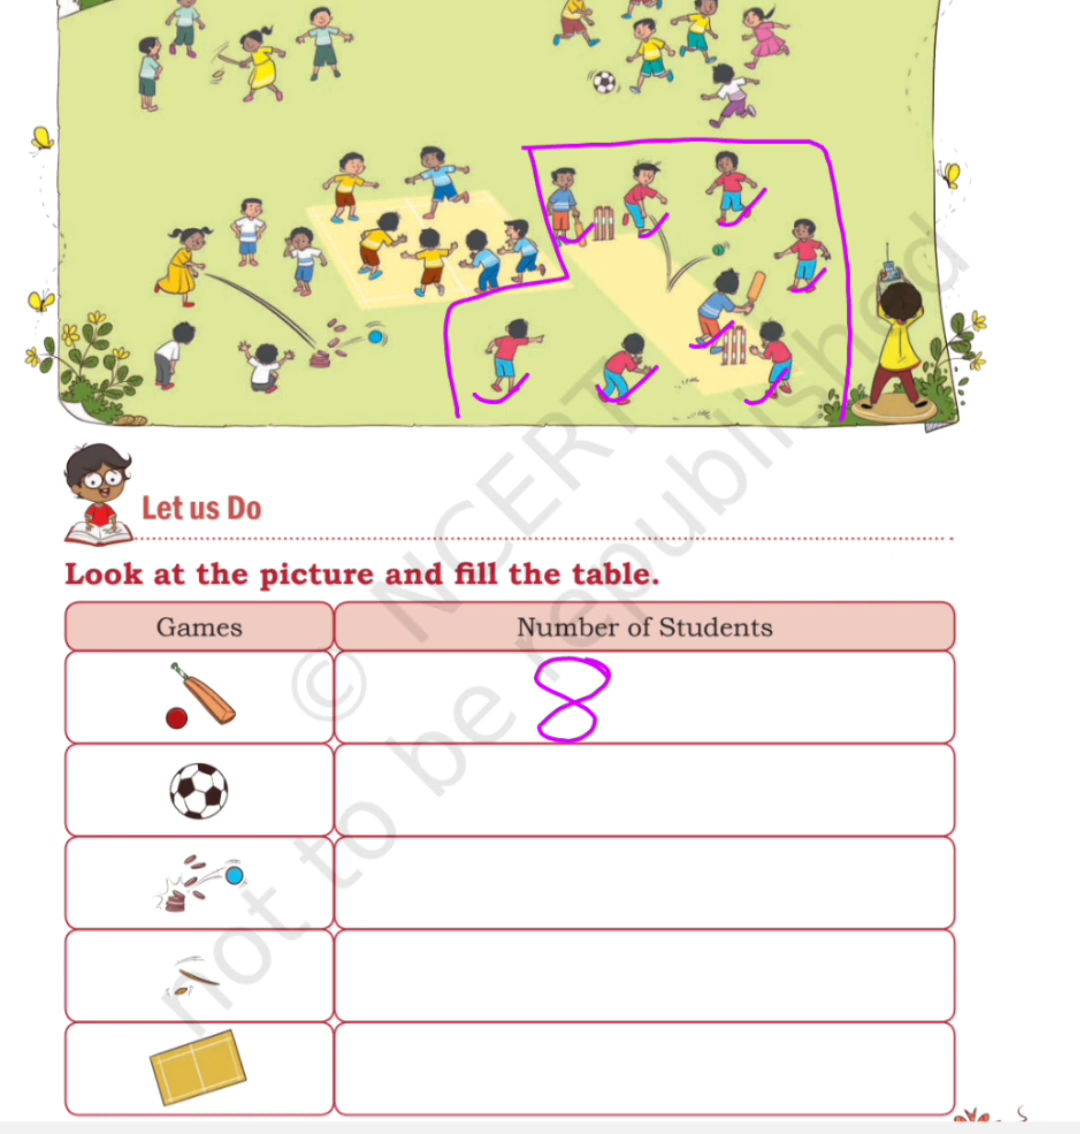 Let us Do
Look at the picture and fill the table.
Games
Number of Students
8
© NCERT
not to be republished